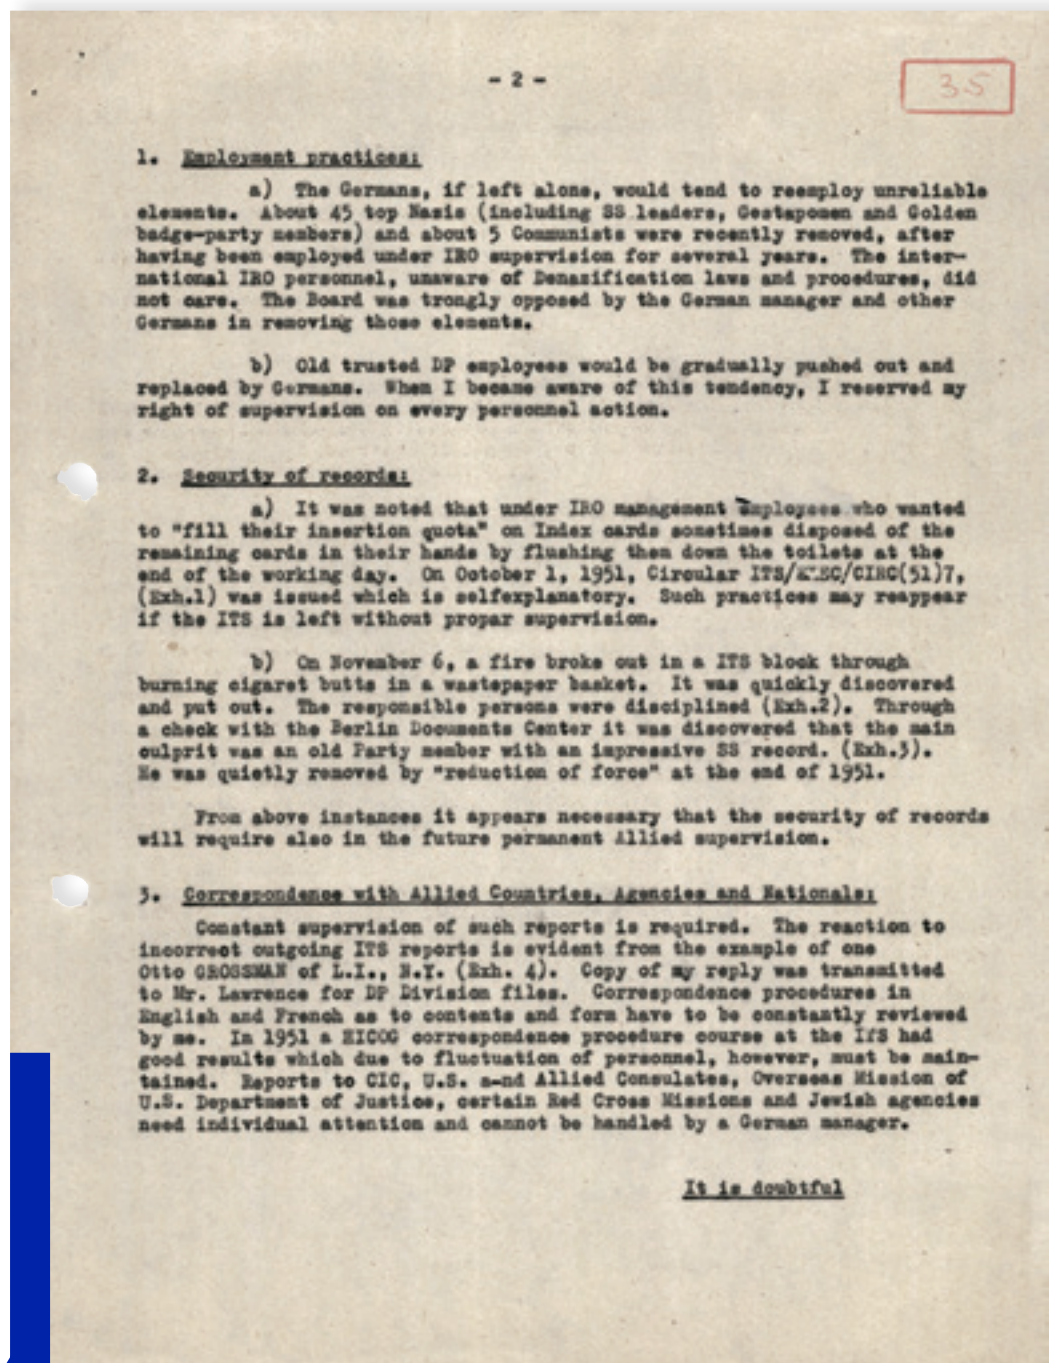 - 2 -
35
1. Employment practices:
a) The Germans, if left alone, would tend to reemploy unreliable
elements. About 45 top Nazis (including SS leaders, Gestapomen and Golden
badge-party members) and about 5 Communists were recently removed, after
having been employed under IRO supervision for several years. The inter-
national IRO personnel, unaware of Denazification laws and procedures, did
not care. The Board was trongly opposed by the German manager and other
Germans in removing those elements.
b) Old trusted DP employees would be gradually pushed out and
replaced by Germans. When I became aware of this tendency, I reserved my
right of supervision on every personnel action.
2. Security of records:
a) It was noted that under IRO management employees who wanted
to "fill their insertion quota" on Index cards sometimes disposed of the
remaining cards in their hands by flushing them down the toilets at the
end of the working day. On October 1, 1951, Circular
(Exh.1) was issued which is selfexplanatory. Such practices may reappear
if the ITS is left without propar supervision.
b) On November 6, a fire broke out in a ITS block through
burning cigaret butts in a wastepaper basket. It was quickly discovered
and put out. The responsible persons were disciplined (Exh.2). Through
a check with the Berlin Documents Center it was discovered that the main
culprit was an old Party member with an impressive SS record. (Exh.3).
He was quietly removed by "reduction of force" at the end of 1951.
From above instances it appears necessary that the security of records
will require also in the future permanent Allied supervision.
3. Correspondence with Allied Countries, Agencies and Nationals:
Constant supervision of such reports is required. The reaction to
incorrect outgoing ITS reports is evident from the example of one
Otto GROSSMAN of L.I., N.Y. (Exh. 4). Copy of my reply was transmitted
to Mr. Lawrence for DP Division files. Correspondence procedures in
English and French as to contents and form have to be constantly reviewed
by me. In 1951 a HICOG correspondence procedure course at the had
good results which due to fluctuation of personnel, however, must be main-
tained. Reports to CIC, U.S. a-nd Allied Consulates, Overseas Mission of
U.S. Department of Justice, certain Red Cross Missions and Jewish agencies
need individual attention and cannot be handled by a German manager.
It is doubtful